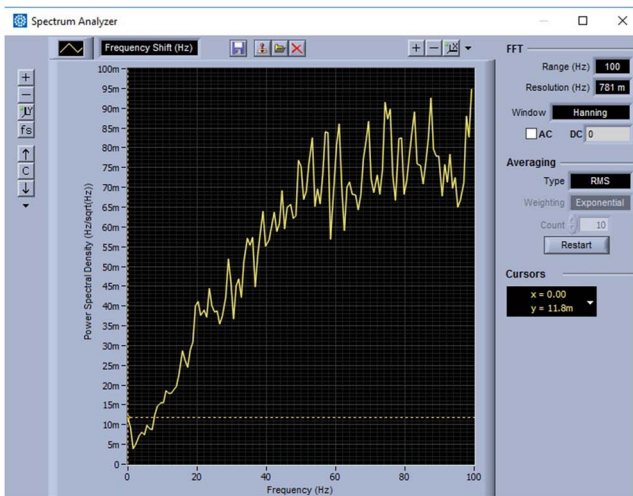 Spectrum Analyzer
Frequency Shift (Hz)
FFT
Range (Hz) 100
Resolution (Hz) 781 m
Window Hanning
AC DC 0
Averaging
Type RMS
Weighting Exponential
Count 10
Restart
Cursors
x = 0.00
y = 11.8m
fs
C
Power Spectral Density (Hz/sqrt(Hz))
100m
95m
90m
85m
80m
75m
70m
65m
60m
55m
50m
45m
40m
35m
30m
25m
20m
15m
10m
5m
0
0 20 40 60 80 100
Frequency (Hz)